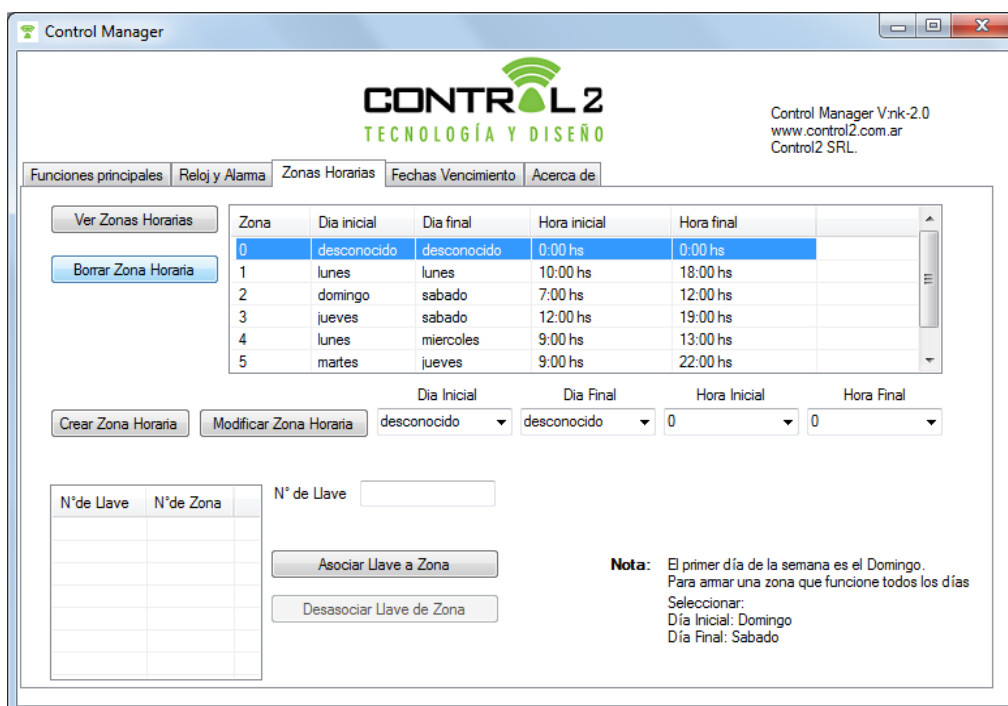 Control Manager
CONTROL 2
TECNOLOGÍA Y DISEÑO
Control Manager V:nk-2.0
www.control2.com.ar
Control2 SRL.
Funciones principales Reloj y Alarma Zonas Horarias Fechas Vencimiento Acerca de
Ver Zonas Horarias
Borrar Zona Horaria
Zona Dia inicial Dia final Hora inicial Hora final
0 desconocido desconocido 0:00 hs 0:00 hs
1 lunes lunes 10:00 hs 18:00 hs
2 domingo sabado 7:00 hs 12:00 hs
3 jueves sabado 12:00 hs 19:00 hs
4 lunes miercoles 9:00 hs 13:00 hs
5 martes jueves 9:00 hs 22:00 hs
Dia Inicial Dia Final Hora Inicial Hora Final
Crear Zona Horaria Modificar Zona Horaria desconocido desconocido 0 0
N°de Llave N°de Zona
N° de Llave
Asociar Llave a Zona
Desasociar Llave de Zona
Nota: El primer día de la semana es el Domingo.
Para armar una zona que funcione todos los días
Seleccionar:
Día Inicial: Domingo
Día Final: Sabado